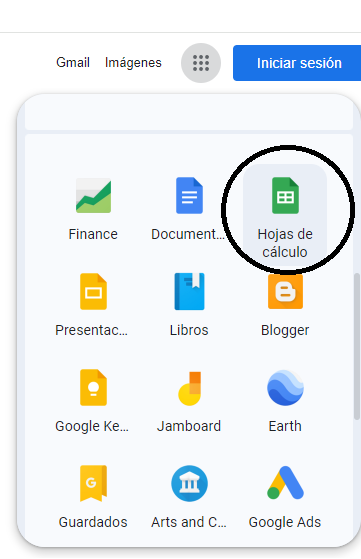 Gmail Imágenes Iniciar sesión
Finance Document... Hojas de
cálculo
Presentac... Libros Blogger
Google Ke... Jamboard Earth
Guardados Arts and C... Google Ads